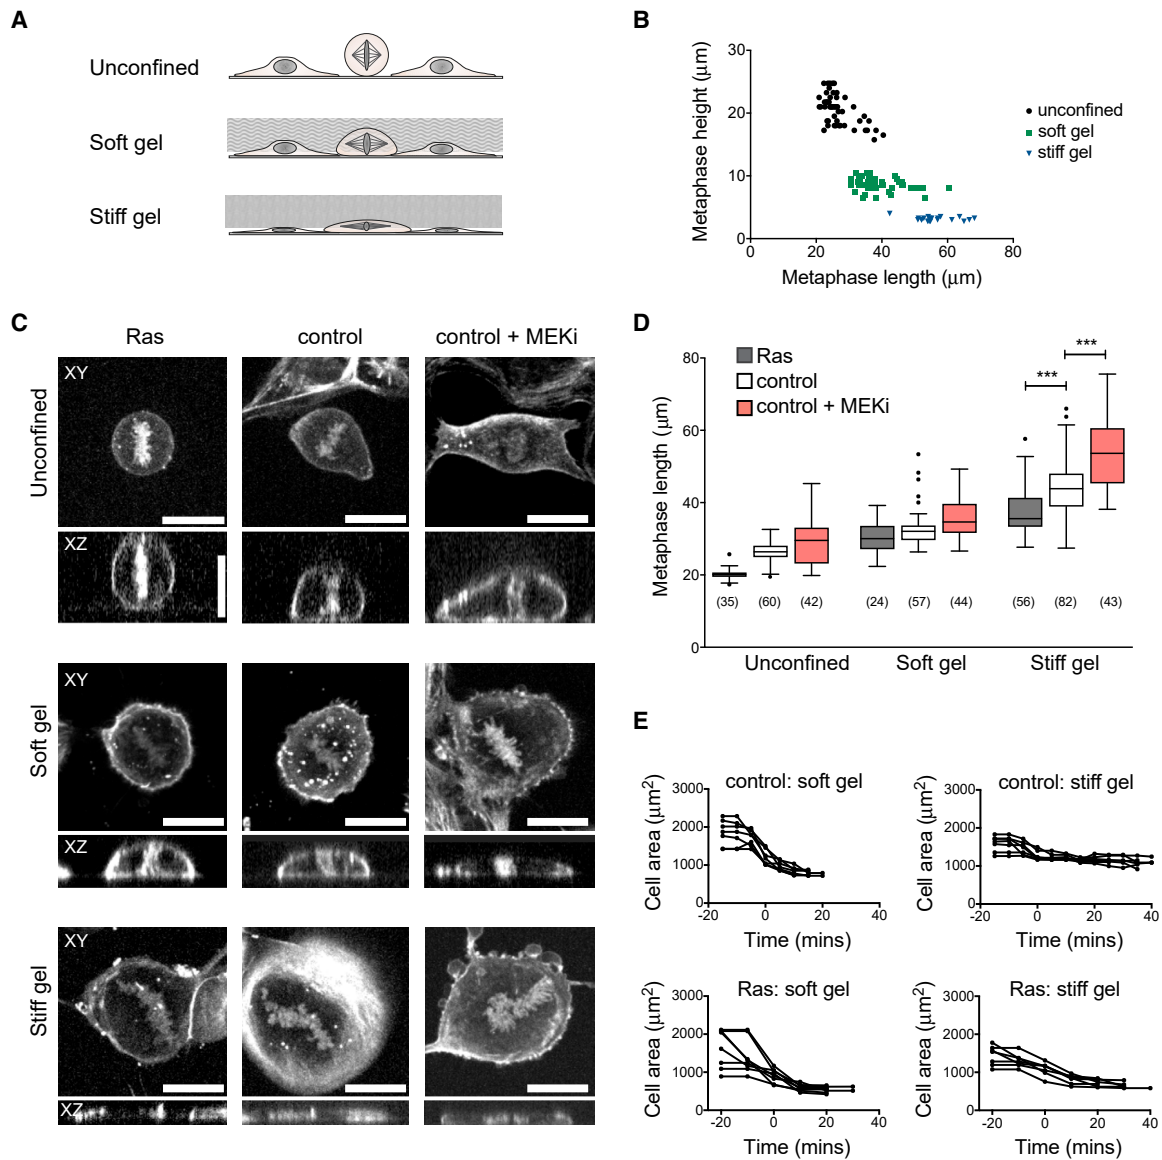 A
Unconfined
Soft gel
Stiff gel
B
Metaphase height (μm)
30
20
10
0
0
20
40
60
80
Metaphase length (μm)
unconfined
soft gel
stiff gel
C
Ras
control
control + MEKi
Unconfined
XY
XZ
Soft gel
XY
XZ
Stiff gel
XY
XZ
D
Metaphase length (μm)
80
60
40
20
0
Ras
control
control + MEKi
***
***
(35)
(60)
(42)
(24)
(57)
(44)
(56)
(82)
(43)
Unconfined
Soft gel
Stiff gel
E
control: soft gel
Cell area (μm²)
3000
2000
1000
0
-20
0
20
40
Time (mins)
control: stiff gel
Cell area (μm²)
3000
2000
1000
0
-20
0
20
40
Time (mins)
Ras: soft gel
Cell area (μm²)
3000
2000
1000
0
-20
0
20
40
Time (mins)
Ras: stiff gel
Cell area (μm²)
3000
2000
1000
0
-20
0
20
40
Time (mins)